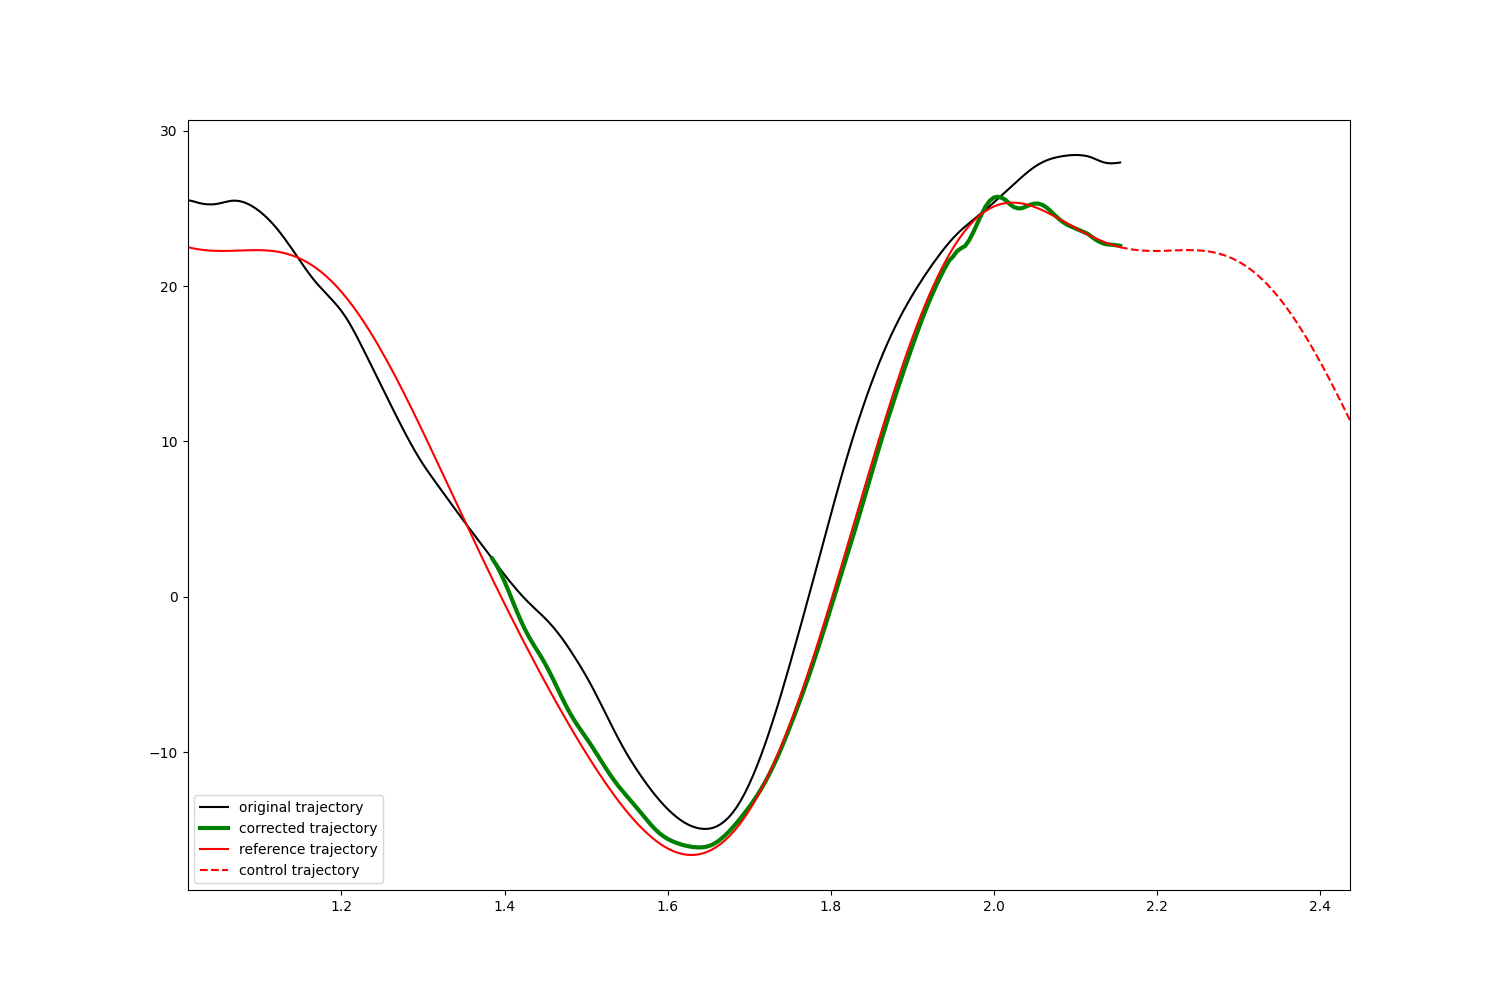 30
20
10
0
−10
original trajectory
corrected trajectory
reference trajectory
control trajectory
1.2 1.4 1.6 1.8 2.0 2.2 2.4